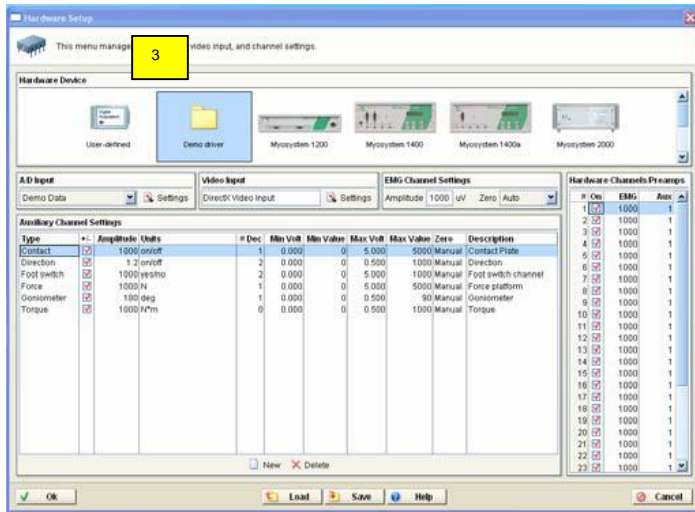 Hardware Setup
This menu manage
3
video input, and channel settings.
Hardware Device
User-defined
Demo driver
Myosystem 1200
Myosystem 1400
Myosystem 1400a
Myosystem 2000
A/D Input
Video Input
EMG Channel Settings
Hardware Channels Preamps
Demo Data
Settings
DirectX Video Input
Settings
Amplitude 1000 uV Zero Auto
# On EMG Aux
Auxiliary Channel Settings
Type +/- Amplitude Units # Dec Min Volt Min Value Max Volt Max Value Zero Description
Contact 1000 on/off 1 0.000 0 5.000 5000 Manual Contact Plate
Direction 1.2 on/off 2 0.000 0 0.500 1000 Manual Direction
Foot switch 1000 yes/no 2 0.000 0 5.000 1000 Manual Foot switch channel
Force 1000 N 1 0.000 0 5.000 5000 Manual Force platform
Goniometer 180 deg 1 0.000 0 0.500 90 Manual Goniometer
Torque 1000 N*m 0 0.000 0 0.500 1000 Manual Torque
1 1000 1
2 1000 1
3 1000 1
4 1000 1
5 1000 1
6 1000 1
7 1000 1
8 1000 1
9 1000 1
10 1000 1
11 1000 1
12 1000 1
13 1000 1
14 1000 1
15 1000 1
16 1000 1
17 1000 1
18 1000 1
19 1000 1
20 1000 1
21 1000 1
22 1000 1
23 1000 1
New
Delete
Ok
Load
Save
Help
Cancel